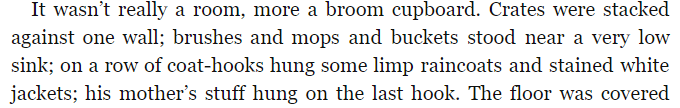 It wasn’t really a room, more a broom cupboard. Crates were stacked
against one wall; brushes and mops and buckets stood near a very low
sink; on a row of coat-hooks hung some limp raincoats and stained white
jackets; his mother’s stuff hung on the last hook. The floor was covered